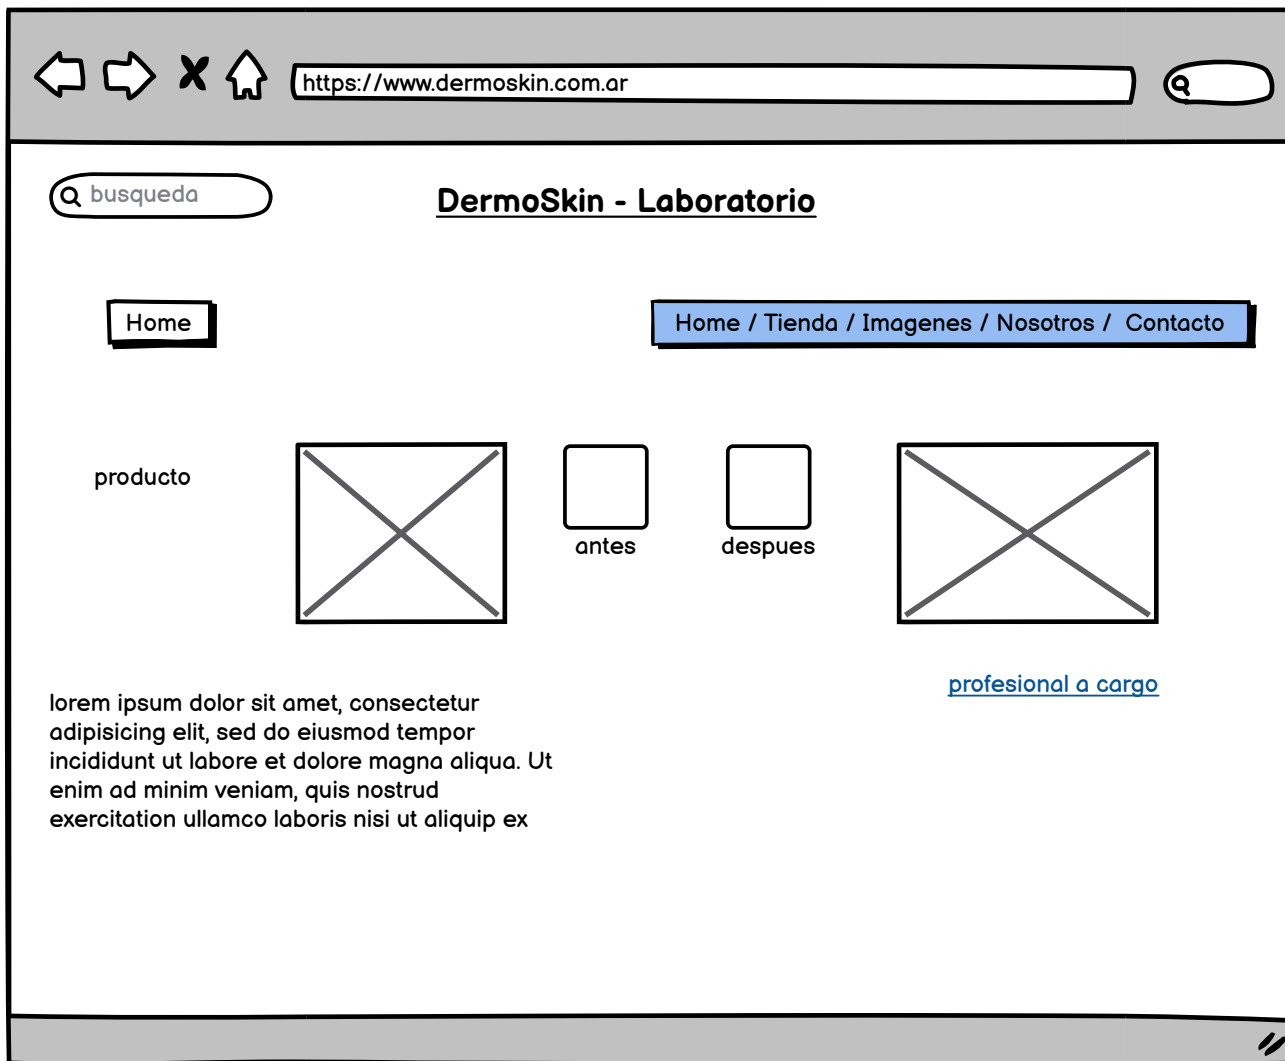 https://www.dermoskin.com.ar
busqueda
DermoSkin - Laboratorio
Home
Home / Tienda / Imagenes / Nosotros / Contacto
producto
antes
despues
profesional a cargo
lorem ipsum dolor sit amet, consectetur
adipisicing elit, sed do eiusmod tempor
incididunt ut labore et dolore magna aliqua. Ut
enim ad minim veniam, quis nostrud
exercitation ullamco laboris nisi ut aliquip ex